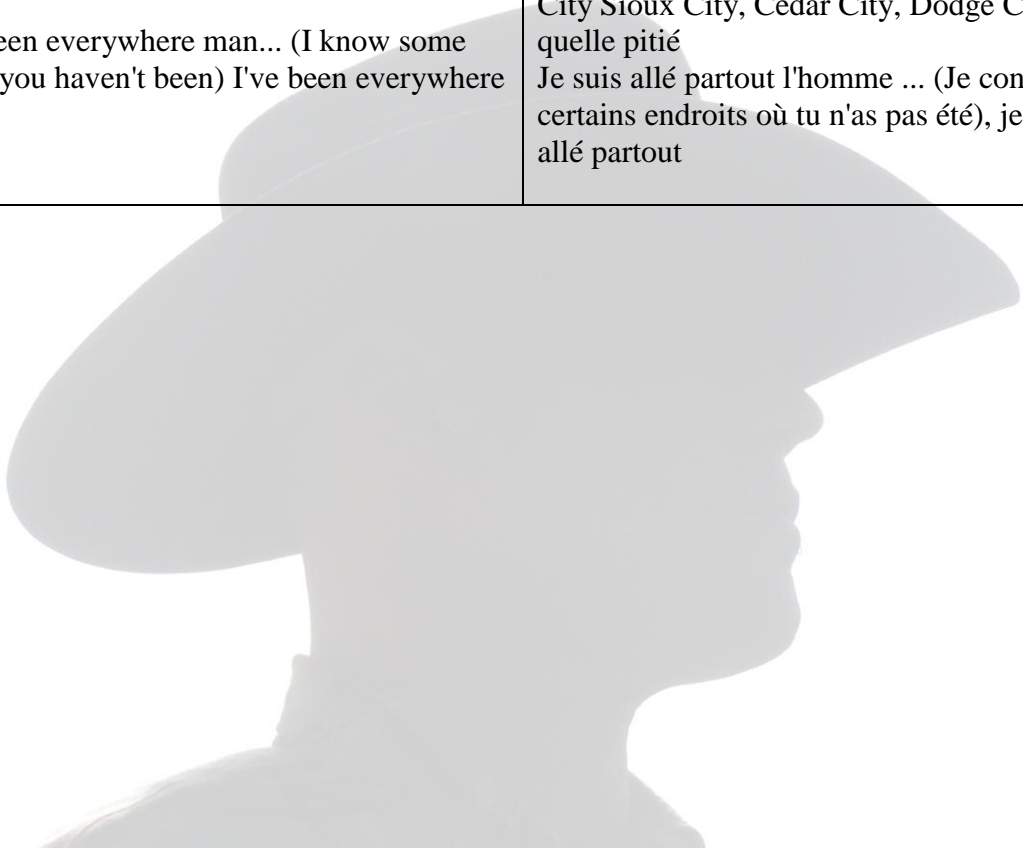 een everywhere man... (I know some
you haven't been) I've been everywhere
City Sioux City, Cedar City, Dodge C
quelle pitié
Je suis allé partout l'homme ... (Je con
certains endroits où tu n'as pas été), je
allé partout